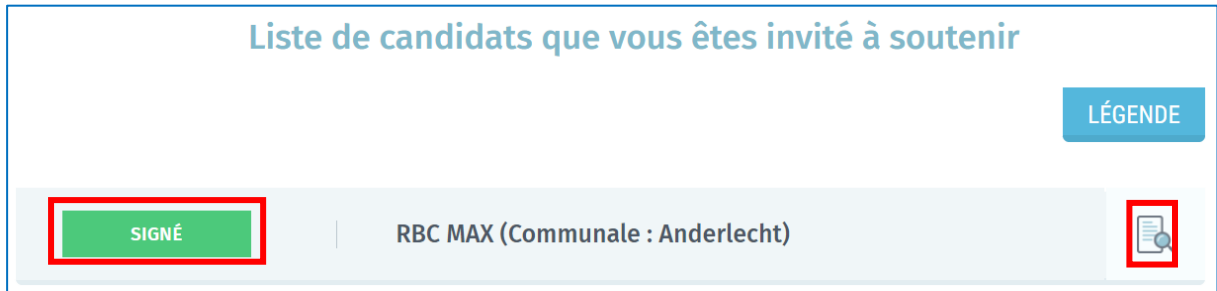 Liste de candidats que vous êtes invité à soutenir
LÉGENDE
SIGNÉ RBC MAX (Communale : Anderlecht)